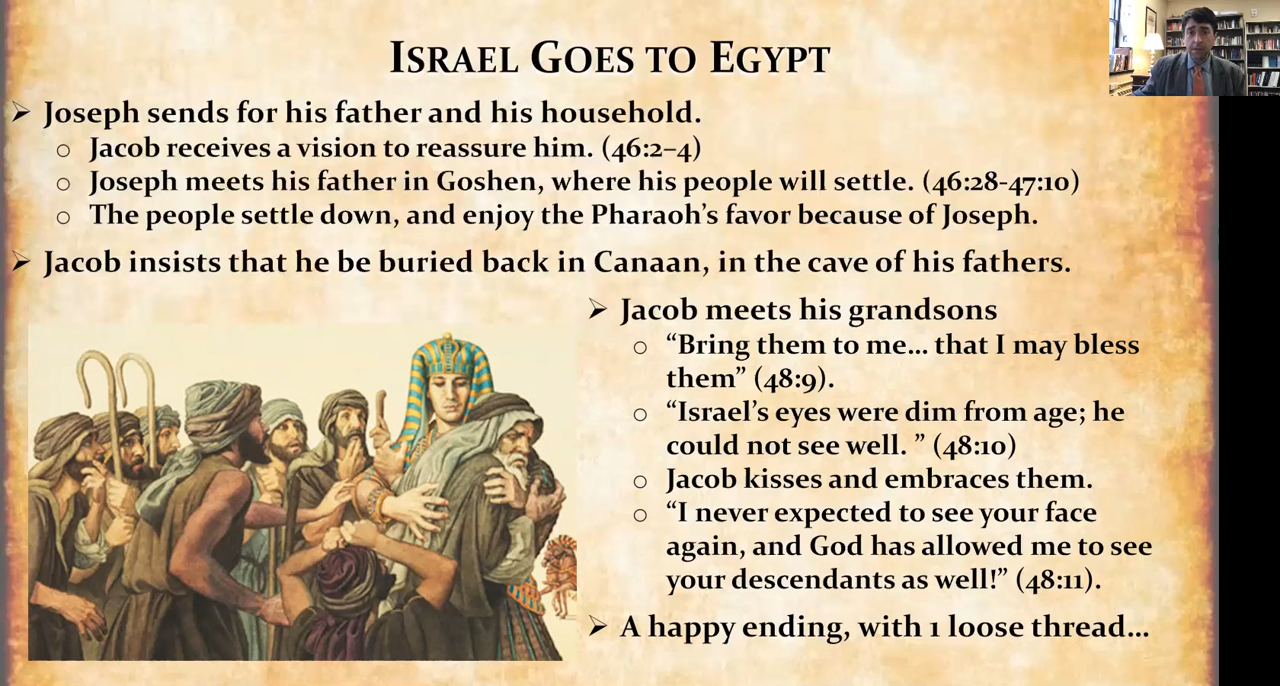 ISRAEL GOES TO EGYPT
➢ Joseph sends for his father and his household.
○ Jacob receives a vision to reassure him. (46:2–4)
○ Joseph meets his father in Goshen, where his people will settle. (46:28-47:10)
○ The people settle down, and enjoy the Pharaoh’s favor because of Joseph.
➢ Jacob insists that he be buried back in Canaan, in the cave of his fathers.
➢ Jacob meets his grandsons
○ “Bring them to me… that I may bless
them” (48:9).
○ “Israel’s eyes were dim from age; he
could not see well. ” (48:10)
○ Jacob kisses and embraces them.
○ “I never expected to see your face
again, and God has allowed me to see
your descendants as well!” (48:11).
➢ A happy ending, with 1 loose thread…